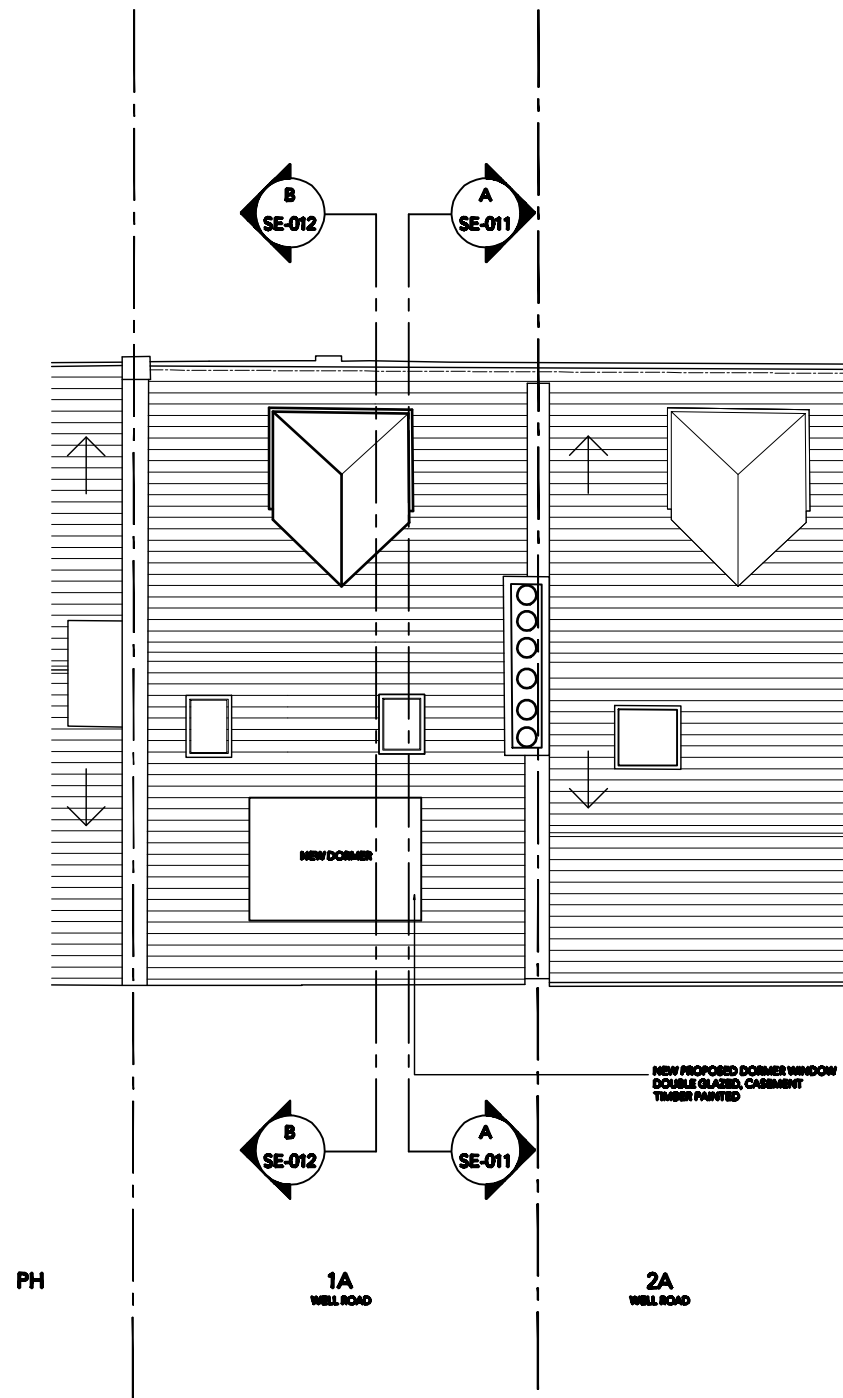 B
SE-012
A
SE-011
NEW DORMER
NEW PROPOSED DORMER WINDOW
DOUBLE GLAZED, CASEMENT
TIMBER PAINTED
B
SE-012
A
SE-011
PH
1A
WELL ROAD
2A
WELL ROAD